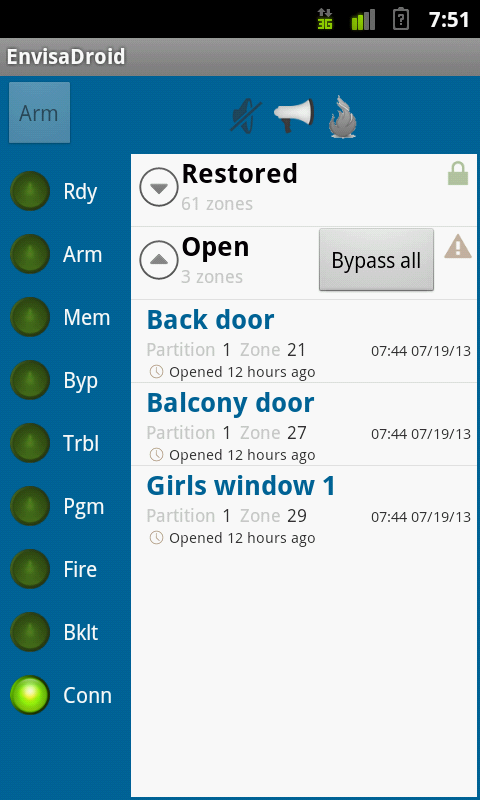 3G 7:51
EnvisaDroid
Arm
Rdy
Arm
Mem
Byp
Trbl
Pgm
Fire
Bklt
Conn
Restored
61 zones
Open
3 zones
Bypass all
Back door
Partition 1 Zone 21 07:44 07/19/13
Opened 12 hours ago
Balcony door
Partition 1 Zone 27 07:44 07/19/13
Opened 12 hours ago
Girls window 1
Partition 1 Zone 29 07:44 07/19/13
Opened 12 hours ago